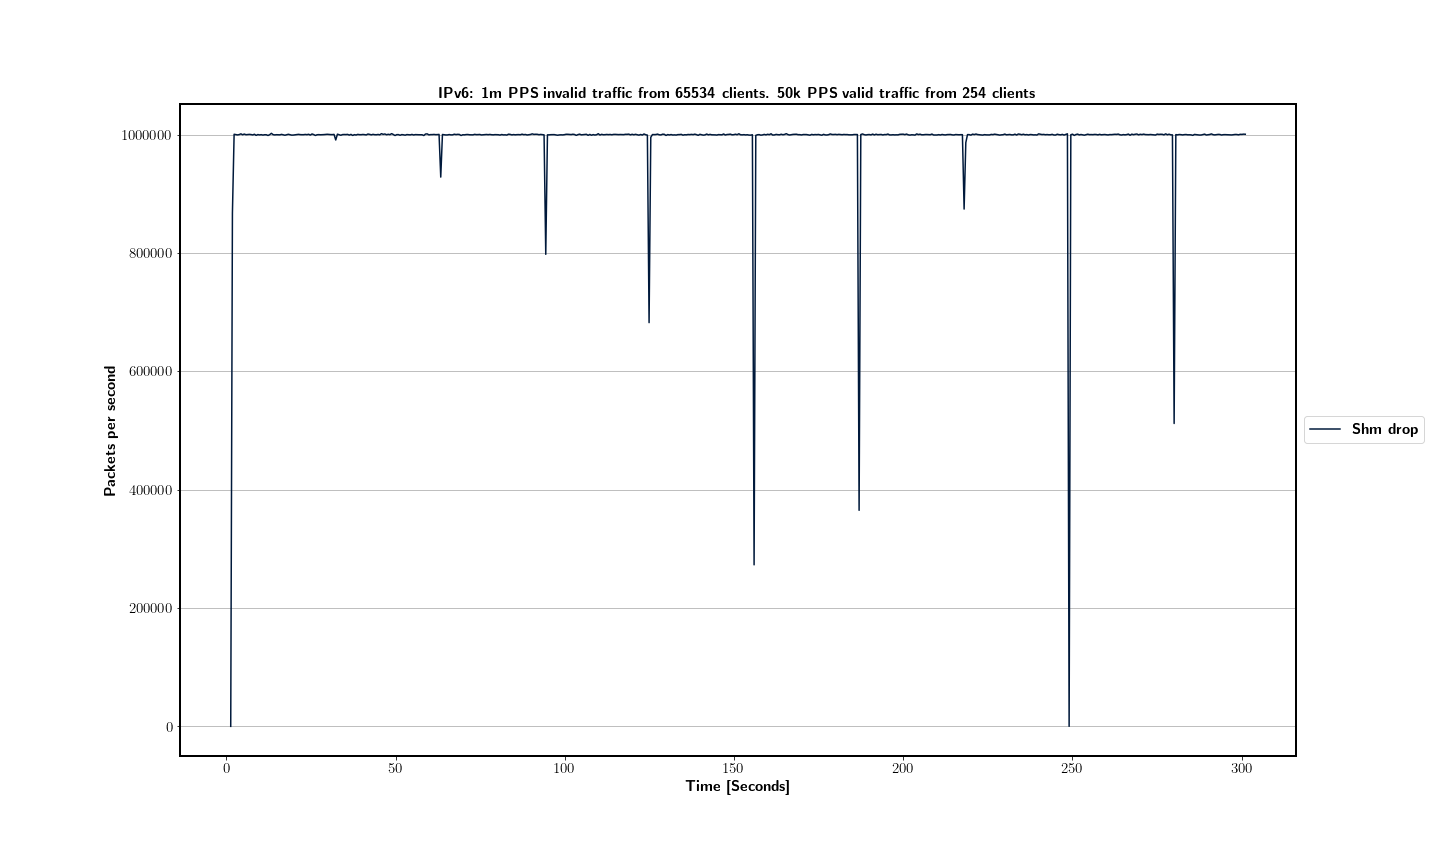 IPv6: 1m PPS invalid traffic from 65534 clients. 50k PPS valid traffic from 254 clients
1000000
800000
600000
400000
200000
0
Packets per second
Shm drop
0 50 100 150 200 250 300
Time [Seconds]